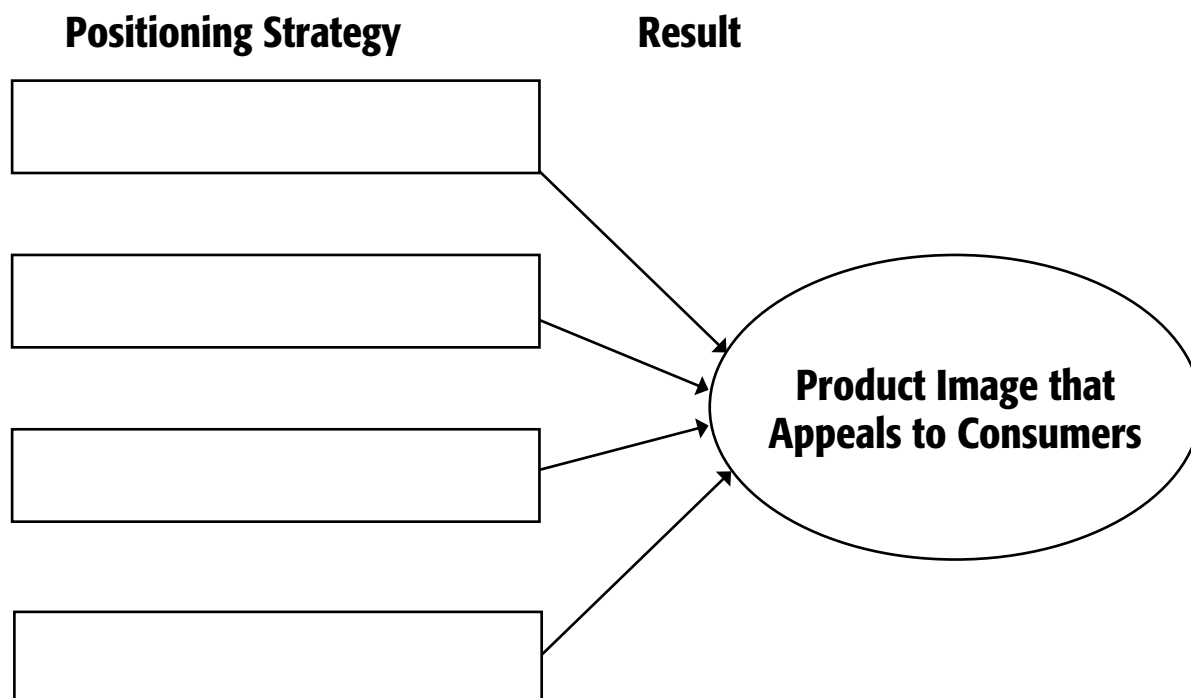 Positioning Strategy
Result
Product Image that
Appeals to Consumers